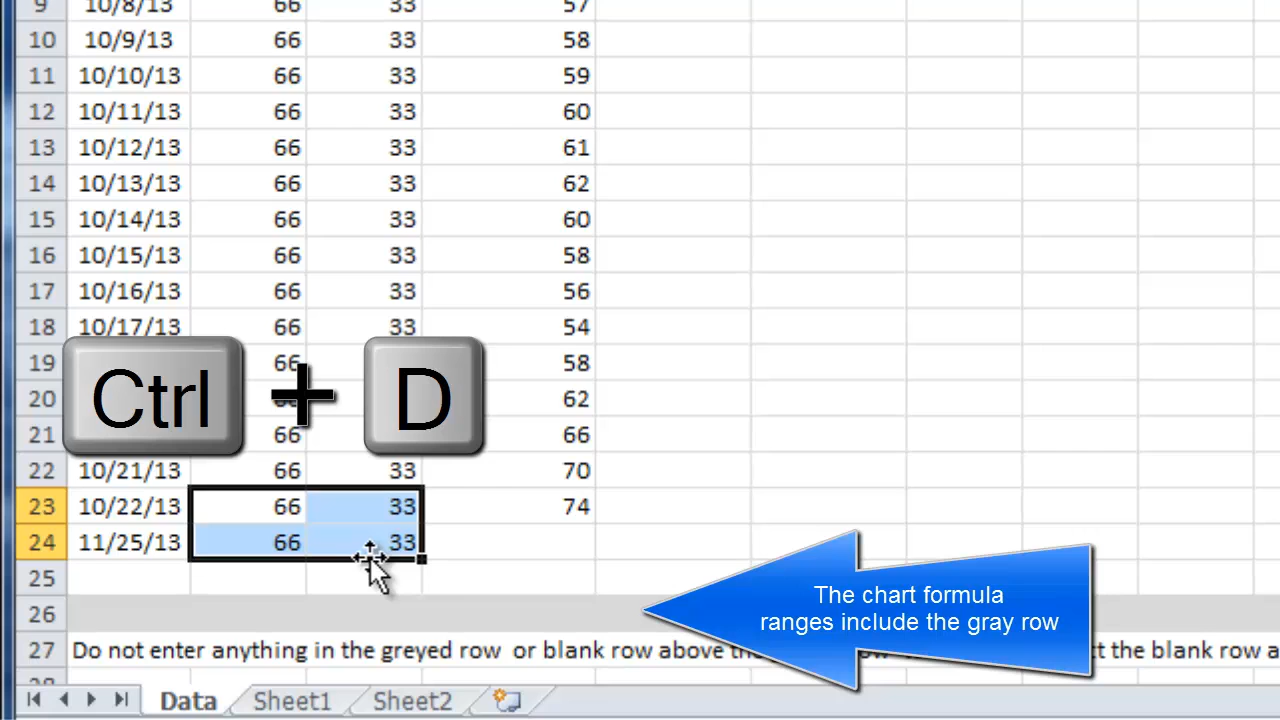 9 10/8/13 66 33 57
10 10/9/13 66 33 58
11 10/10/13 66 33 59
12 10/11/13 66 33 60
13 10/12/13 66 33 61
14 10/13/13 66 33 62
15 10/14/13 66 33 60
16 10/15/13 66 33 58
17 10/16/13 66 33 56
18 10/17/13 66 33 54
19 66 58
20 62
21 66 66
Ctrl + D
22 10/21/13 66 33 70
23 10/22/13 66 33 74
24 11/25/13 66 33
25
The chart formula
ranges include the gray row
26
27 Do not enter anything in the greyed row or blank row above the blank row a
Data Sheet1 Sheet2